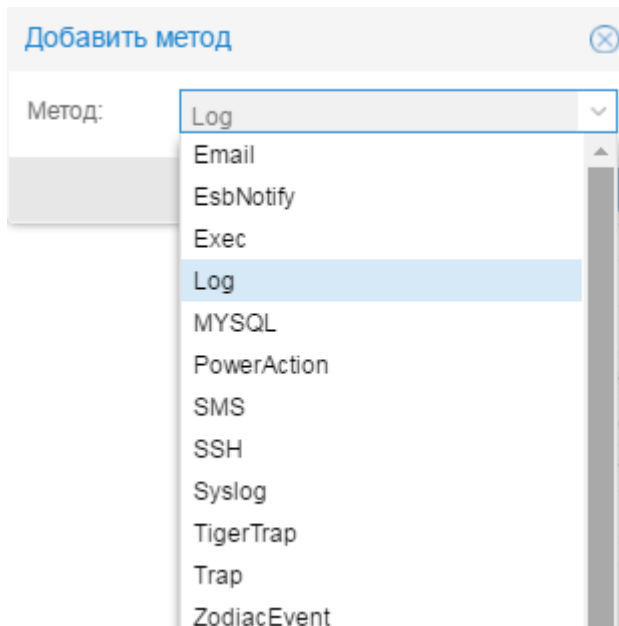 Добавить метод
Метод:
Log
Email
EsbNotify
Exec
Log
MYSQL
PowerAction
SMS
SSH
Syslog
TigerTrap
Trap
ZodiacEvent